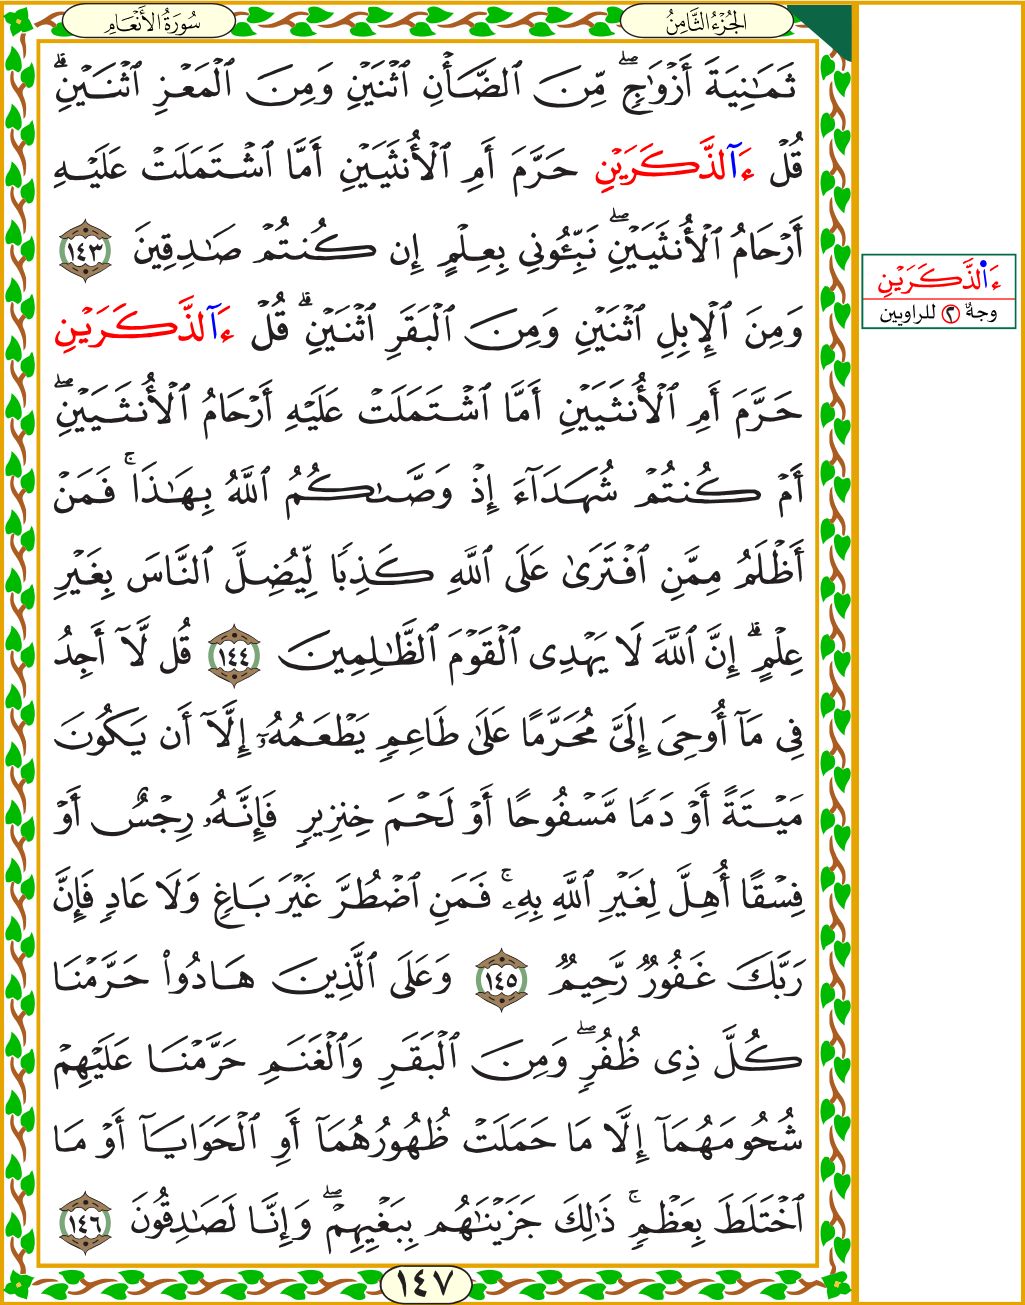 سُورَةُ الأَنْعَامِ
الجُزْءُ الثَّامِنُ
ثَمَٰنِيَةَ أَزْوَٰجٖۖ مِّنَ ٱلضَّأۡنِ ٱثۡنَيۡنِ وَمِنَ ٱلۡمَعۡزِ ٱثۡنَيۡنِۗ
قُلۡ ءَآلذَّكَرَيۡنِ حَرَّمَ أَمِ ٱلۡأُنثَيَيۡنِ أَمَّا ٱشۡتَمَلَتۡ عَلَيۡهِ
أَرۡحَامُ ٱلۡأُنثَيَيۡنِۖ نَبِّـُٔونِي بِعِلۡمٍ إِن كُنتُمۡ صَٰدِقِينَ ١٤٣
وَمِنَ ٱلۡإِبِلِ ٱثۡنَيۡنِ وَمِنَ ٱلۡبَقَرِ ٱثۡنَيۡنِۗ قُلۡ ءَآلذَّكَرَيۡنِ
حَرَّمَ أَمِ ٱلۡأُنثَيَيۡنِ أَمَّا ٱشۡتَمَلَتۡ عَلَيۡهِ أَرۡحَامُ ٱلۡأُنثَيَيۡنِۖ
أَمۡ كُنتُمۡ شُهَدَآءَ إِذۡ وَصَّىٰكُمُ ٱللَّهُ بِهَٰذَاۚ فَمَنۡ
أَظۡلَمُ مِمَّنِ ٱفۡتَرَىٰ عَلَى ٱللَّهِ كَذِبٗا لِّيُضِلَّ ٱلنَّاسَ بِغَيۡرِ
عِلۡمٍۗ إِنَّ ٱللَّهَ لَا يَهۡدِي ٱلۡقَوۡمَ ٱلظَّٰلِمِينَ ١٤٤ قُل لَّآ أَجِدُ
فِي مَآ أُوحِيَ إِلَيَّ مُحَرَّمًا عَلَىٰ طَاعِمٖ يَطۡعَمُهُۥٓ إِلَّآ أَن يَكُونَ
مَيۡتَةً أَوۡ دَمٗا مَّسۡفُوحًا أَوۡ لَحۡمَ خِنزِيرٖ فَإِنَّهُۥ رِجۡسٌ أَوۡ
فِسۡقًا أُهِلَّ لِغَيۡرِ ٱللَّهِ بِهِۦۚ فَمَنِ ٱضۡطُرَّ غَيۡرَ بَاغٖ وَلَا عَادٖ فَإِنَّ
رَبَّكَ غَفُورٞ رَّحِيمٞ ١٤٥ وَعَلَى ٱلَّذِينَ هَادُواْ حَرَّمۡنَا
كُلَّ ذِي ظُفُرٖۖ وَمِنَ ٱلۡبَقَرِ وَٱلۡغَنَمِ حَرَّمۡنَا عَلَيۡهِمۡ
شُحُومَهُمَآ إِلَّا مَا حَمَلَتۡ ظُهُورُهُمَآ أَوِ ٱلۡحَوَايَآ أَوۡ مَا
ٱخۡتَلَطَ بِعَظۡمٖۚ ذَٰلِكَ جَزَيۡنَٰهُم بِبَغۡيِهِمۡۖ وَإِنَّا لَصَٰدِقُونَ ١٤٦
١٤٧
ءَاْلذَّكَرَيۡنِ
وجهٌ ٢ للراويين